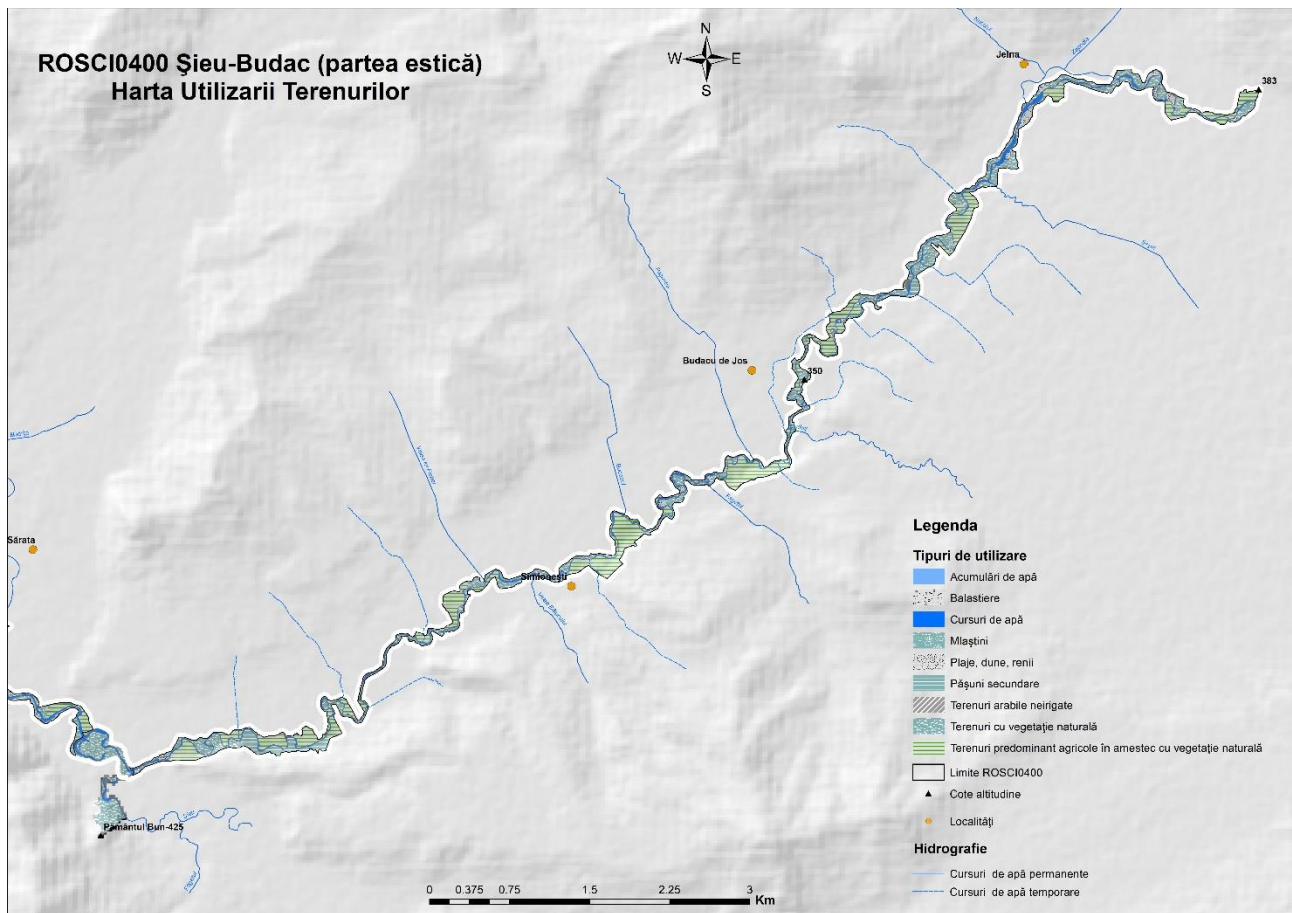 ROSCI0400 Şieu-Budac (partea estică)
Harta Utilizarii Terenurilor
N
W
E
S
Jelna
383
Budacu de Jos
350
Sărata
Simionești
Pământul Bun-425
Legenda
Tipuri de utilizare
Acumulări de apă
Balastiere
Cursuri de apă
Mlaștini
Plaje, dune, renii
Pășuni secundare
Terenuri arabile neirigate
Terenuri cu vegetație naturală
Terenuri predominant agricole în amestec cu vegetație naturală
Limite ROSCI0400
Cote altitudine
Localităţi
Hidrografie
Cursuri de apă permanente
Cursuri de apă temporare
0 0.375 0.75 1.5 2.25 3
Km